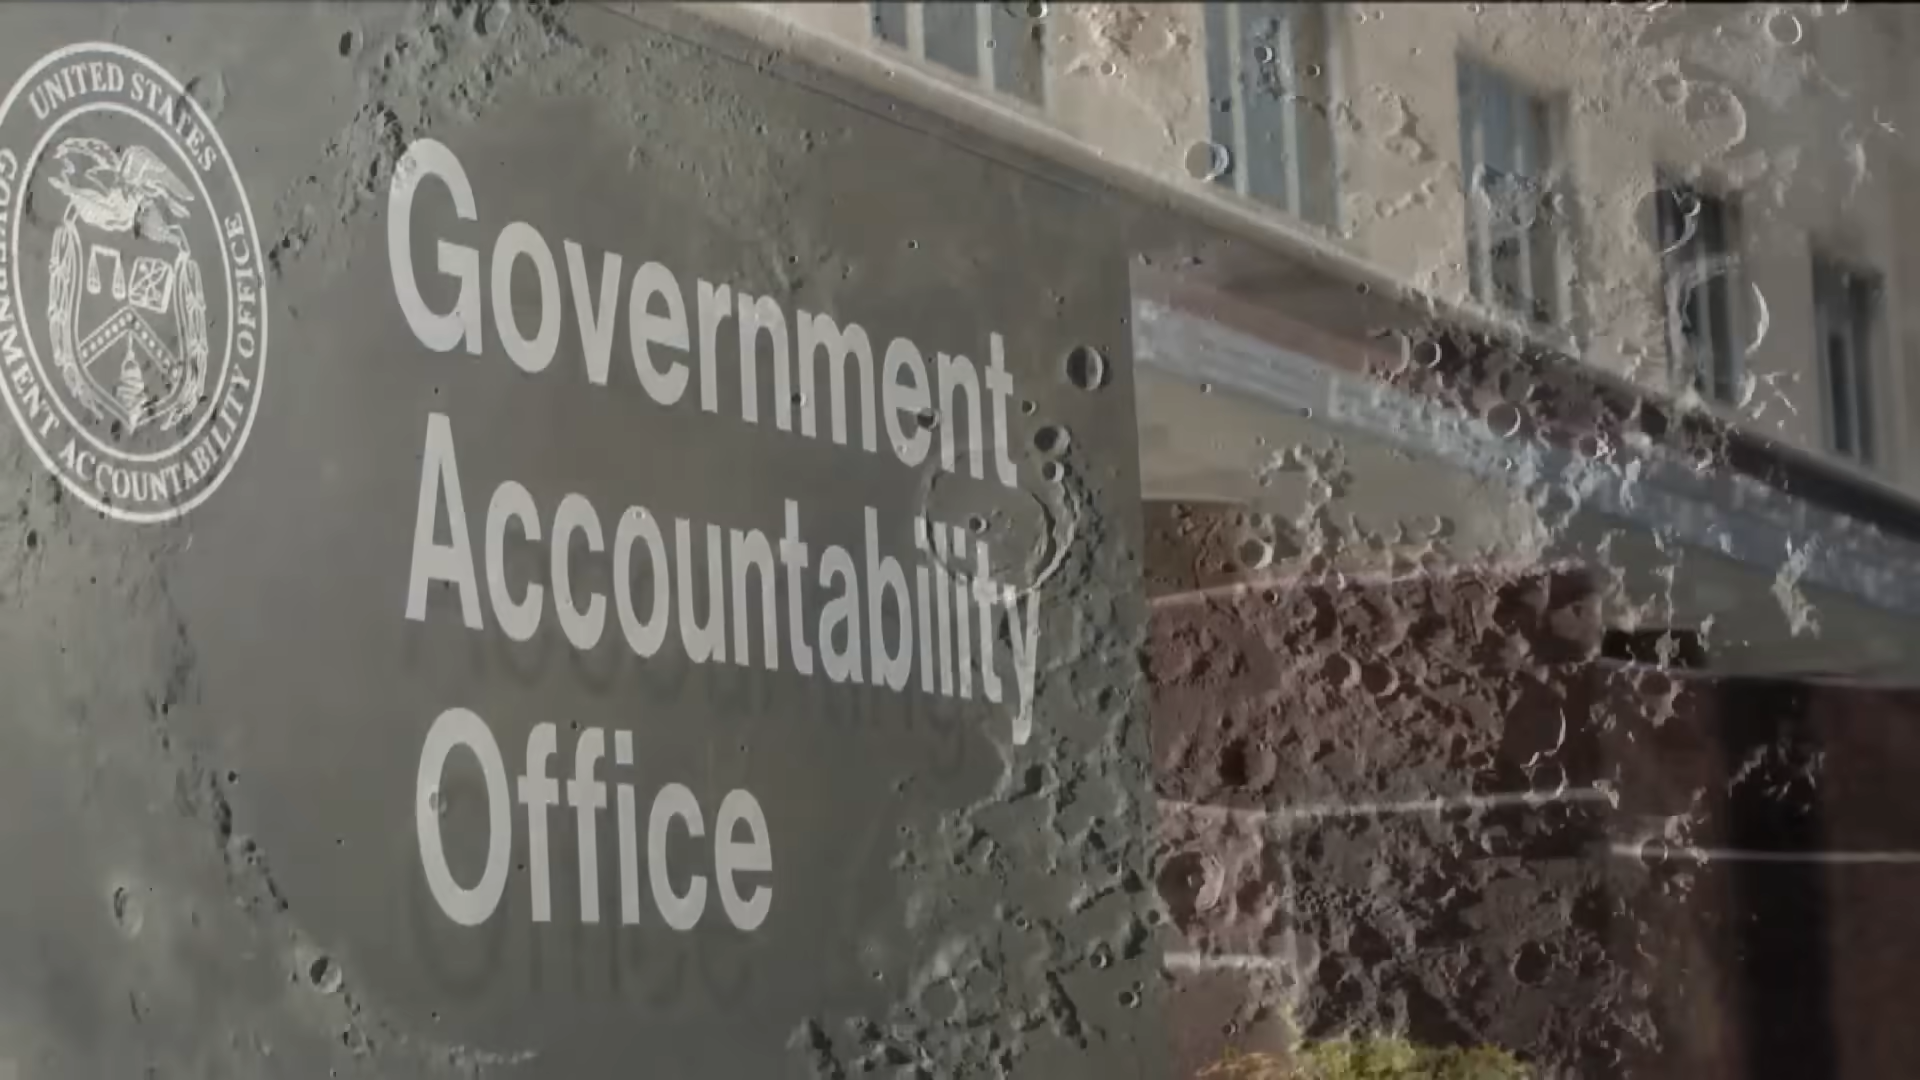 UNITED STATES
GOVERNMENT ACCOUNTABILITY OFFICE
Government
Accountability
Office